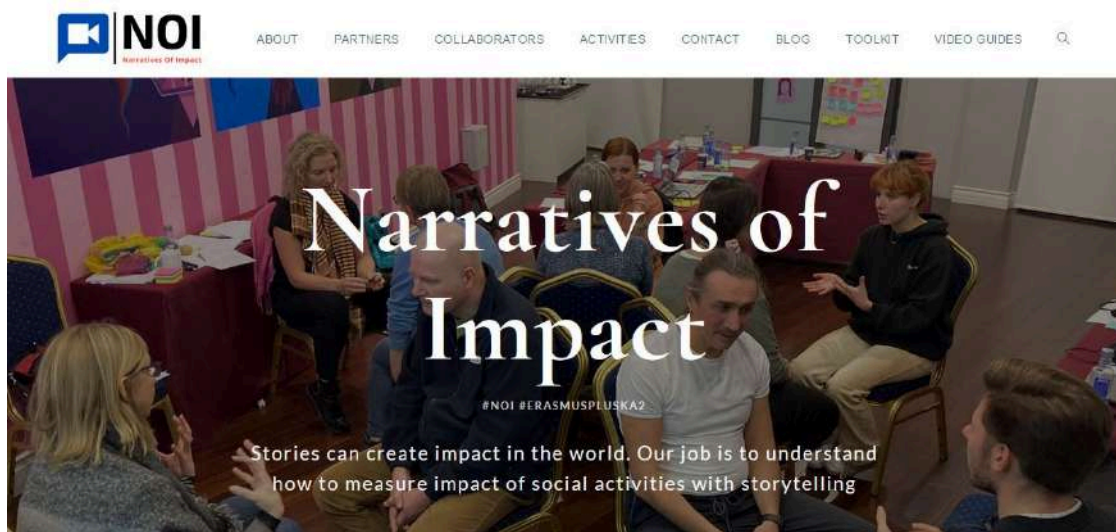 NOI
Narratives Of Impact
ABOUT PARTNERS COLLABORATORS ACTIVITIES CONTACT BLOG TOOLKIT VIDEO GUIDES
Narratives of
Impact
#NOI #ERASMUSPLUSKA2
Stories can create impact in the world. Our job is to understand
how to measure impact of social activities with storytelling